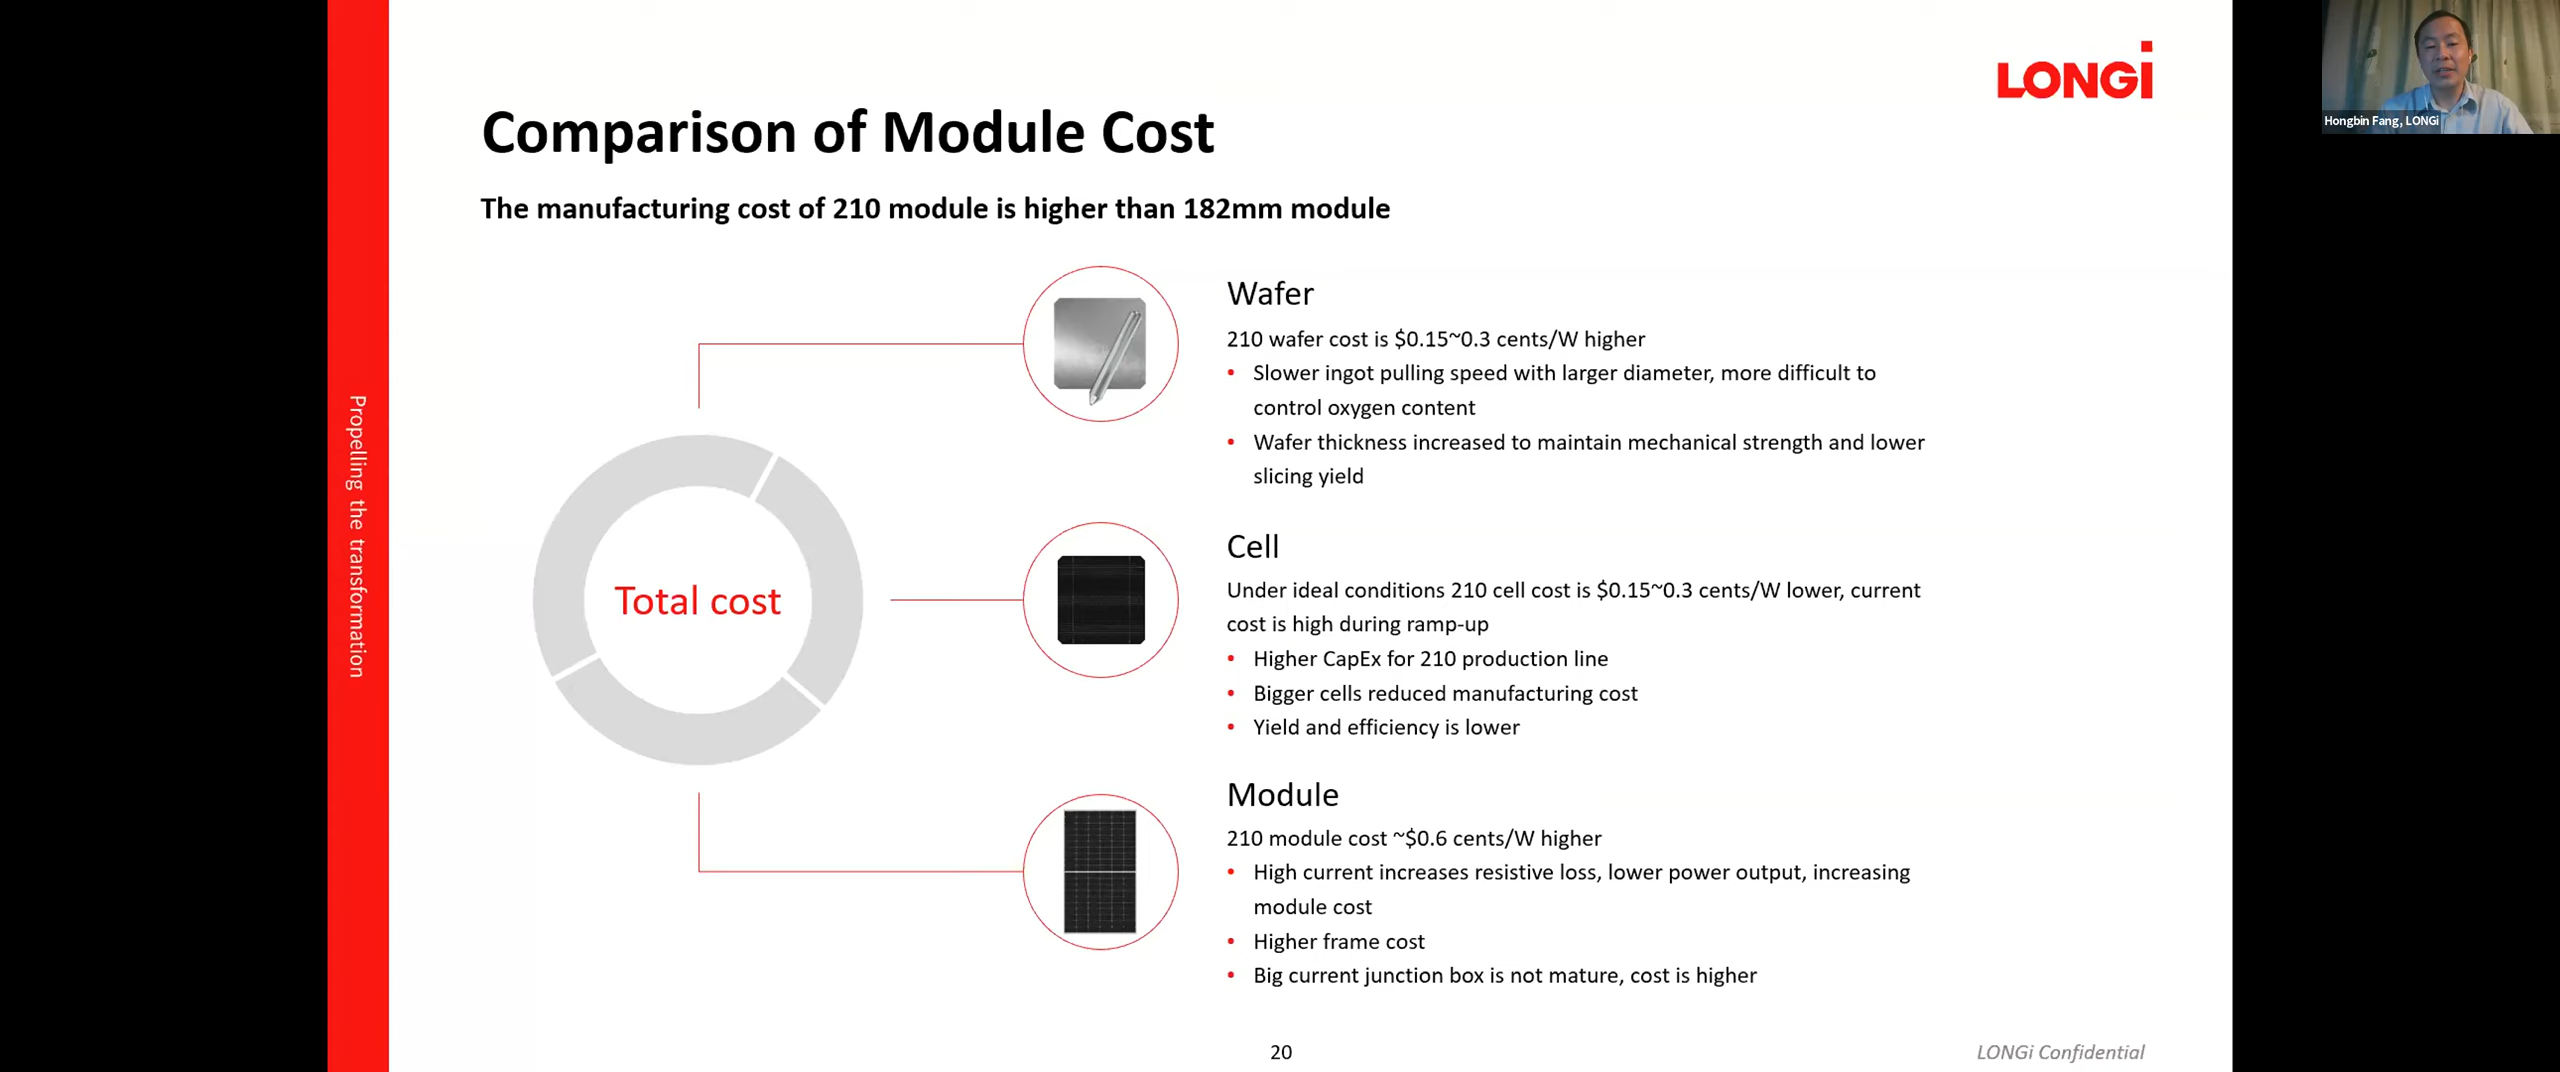 LONGi
Hongbin Fang, LONGi
Comparison of Module Cost
The manufacturing cost of 210 module is higher than 182mm module
Propelling the transformation
Total cost
Wafer
210 wafer cost is $0.15~0.3 cents/W higher
• Slower ingot pulling speed with larger diameter, more difficult to
control oxygen content
• Wafer thickness increased to maintain mechanical strength and lower
slicing yield
Cell
Under ideal conditions 210 cell cost is $0.15~0.3 cents/W lower, current
cost is high during ramp-up
• Higher CapEx for 210 production line
• Bigger cells reduced manufacturing cost
• Yield and efficiency is lower
Module
210 module cost ~$0.6 cents/W higher
• High current increases resistive loss, lower power output, increasing
module cost
• Higher frame cost
• Big current junction box is not mature, cost is higher
20
LONGi Confidential